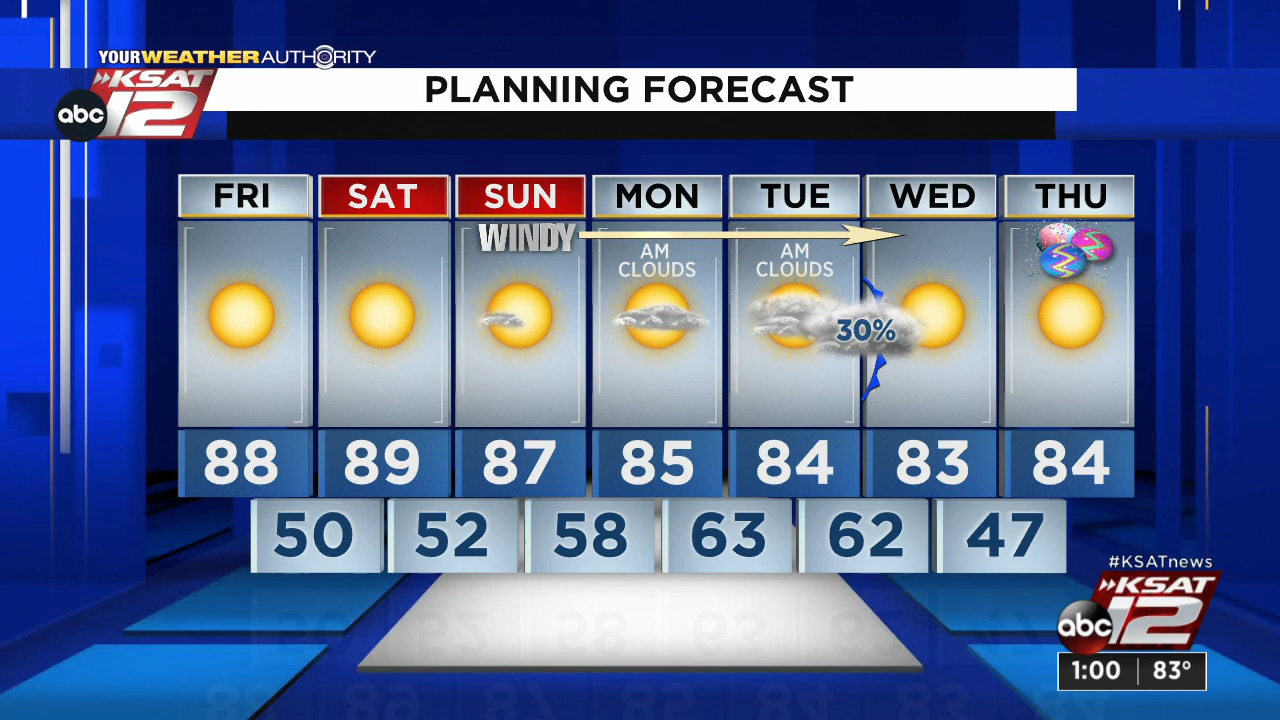 YOURWEATHERAUTHORITY
KSAT
abc 12
PLANNING FORECAST
FRI SAT SUN MON TUE WED THU
WINDY
AM CLOUDS
AM CLOUDS
30%
88 89 87 85 84 83 84
50 52 58 63 62 47
#KSATnews
KSAT
abc 12
1:00 83°